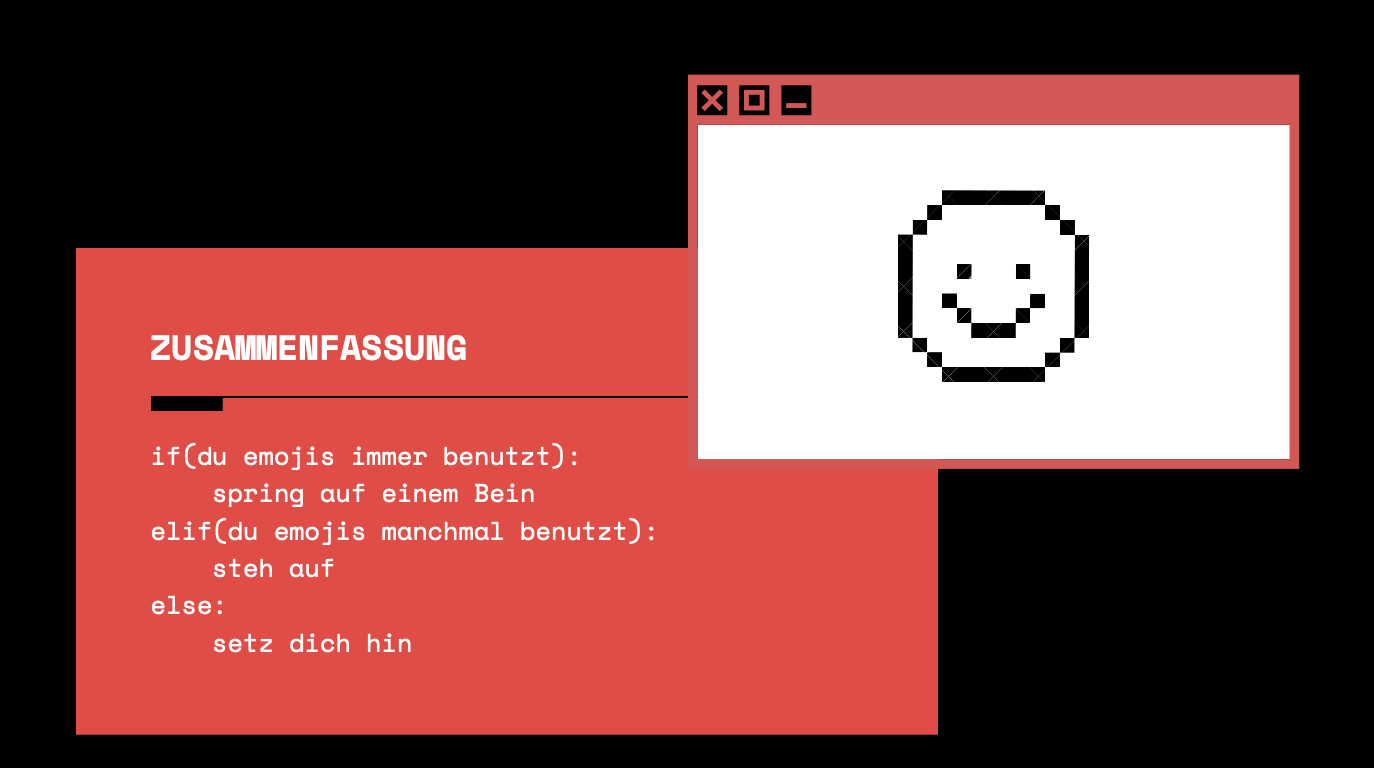 ZUSAMMENFASSUNG
if(du emojis immer benutzt):
    spring auf einem Bein
elif(du emojis manchmal benutzt):
    steh auf
else:
    setz dich hin